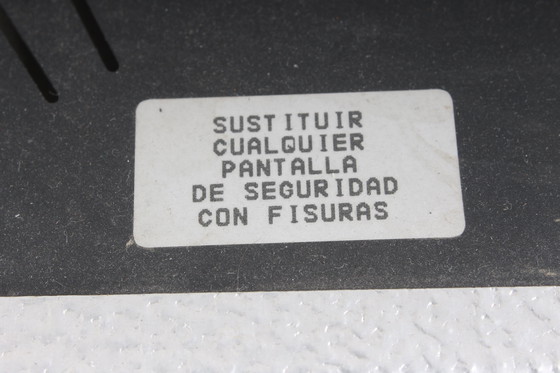 SUSTITUIR
CUALQUIER
PANTALLA
DE SEGURIDAD
CON FISURAS